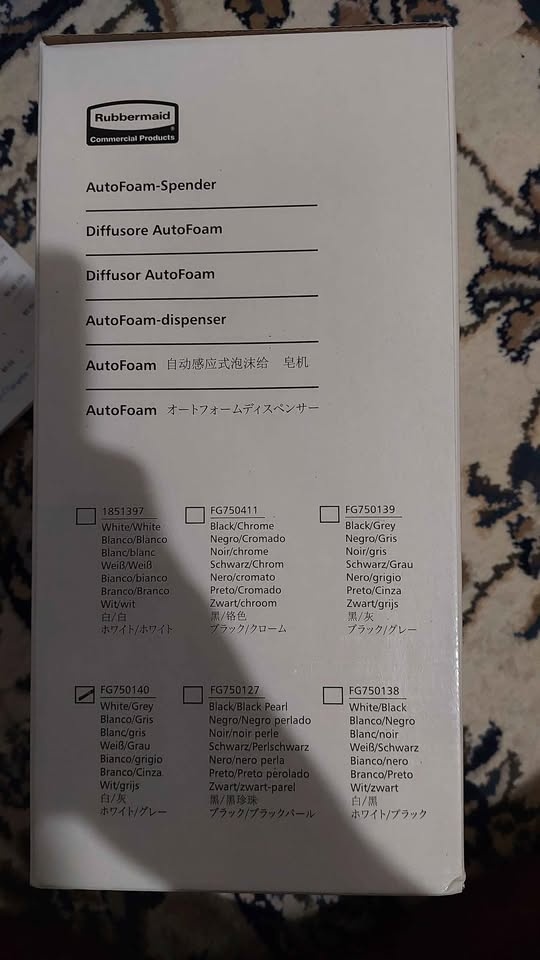 Rubbermaid
Commercial Products
AutoFoam-Spender
Diffusore AutoFoam
Diffusor AutoFoam
AutoFoam-dispenser
AutoFoam 自动感应式泡沫给 皂机
AutoFoam オートフォームディスペンサー
1851397
White/White
Blanco/Blanco
Blanc/blanc
Weiß/Weiß
Bianco/bianco
Branco/Branco
Wit/wit
白/白
ホワイト/ホワイト
FG750411
Black/Chrome
Negro/Cromado
Noir/chrome
Schwarz/Chrom
Nero/cromato
Preto/Cromado
Zwart/chroom
黑/铬色
ブラック/クローム
FG750139
Black/Grey
Negro/Gris
Noir/gris
Schwarz/Grau
Nero/grigio
Preto/Cinza
Zwart/grijs
黑/灰
ブラック/グレー
FG750140
White/Grey
Blanco/Gris
Blanc/gris
Weiß/Grau
Bianco/grigio
Branco/Cinza
Wit/grijs
白/灰
ホワイト/グレー
FG750127
Black/Black Pearl
Negro/Negro perlado
Noir/noir perle
Schwarz/Perlschwarz
Nero/nero perla
Preto/Preto pèrolado
Zwart/zwart-parel
黑/黑珍珠
ブラック/ブラックパール
FG750138
White/Black
Blanco/Negro
Blanc/noir
Weiß/Schwarz
Bianco/nero
Branco/Preto
Wit/zwart
白/黑
ホワイト/ブラック